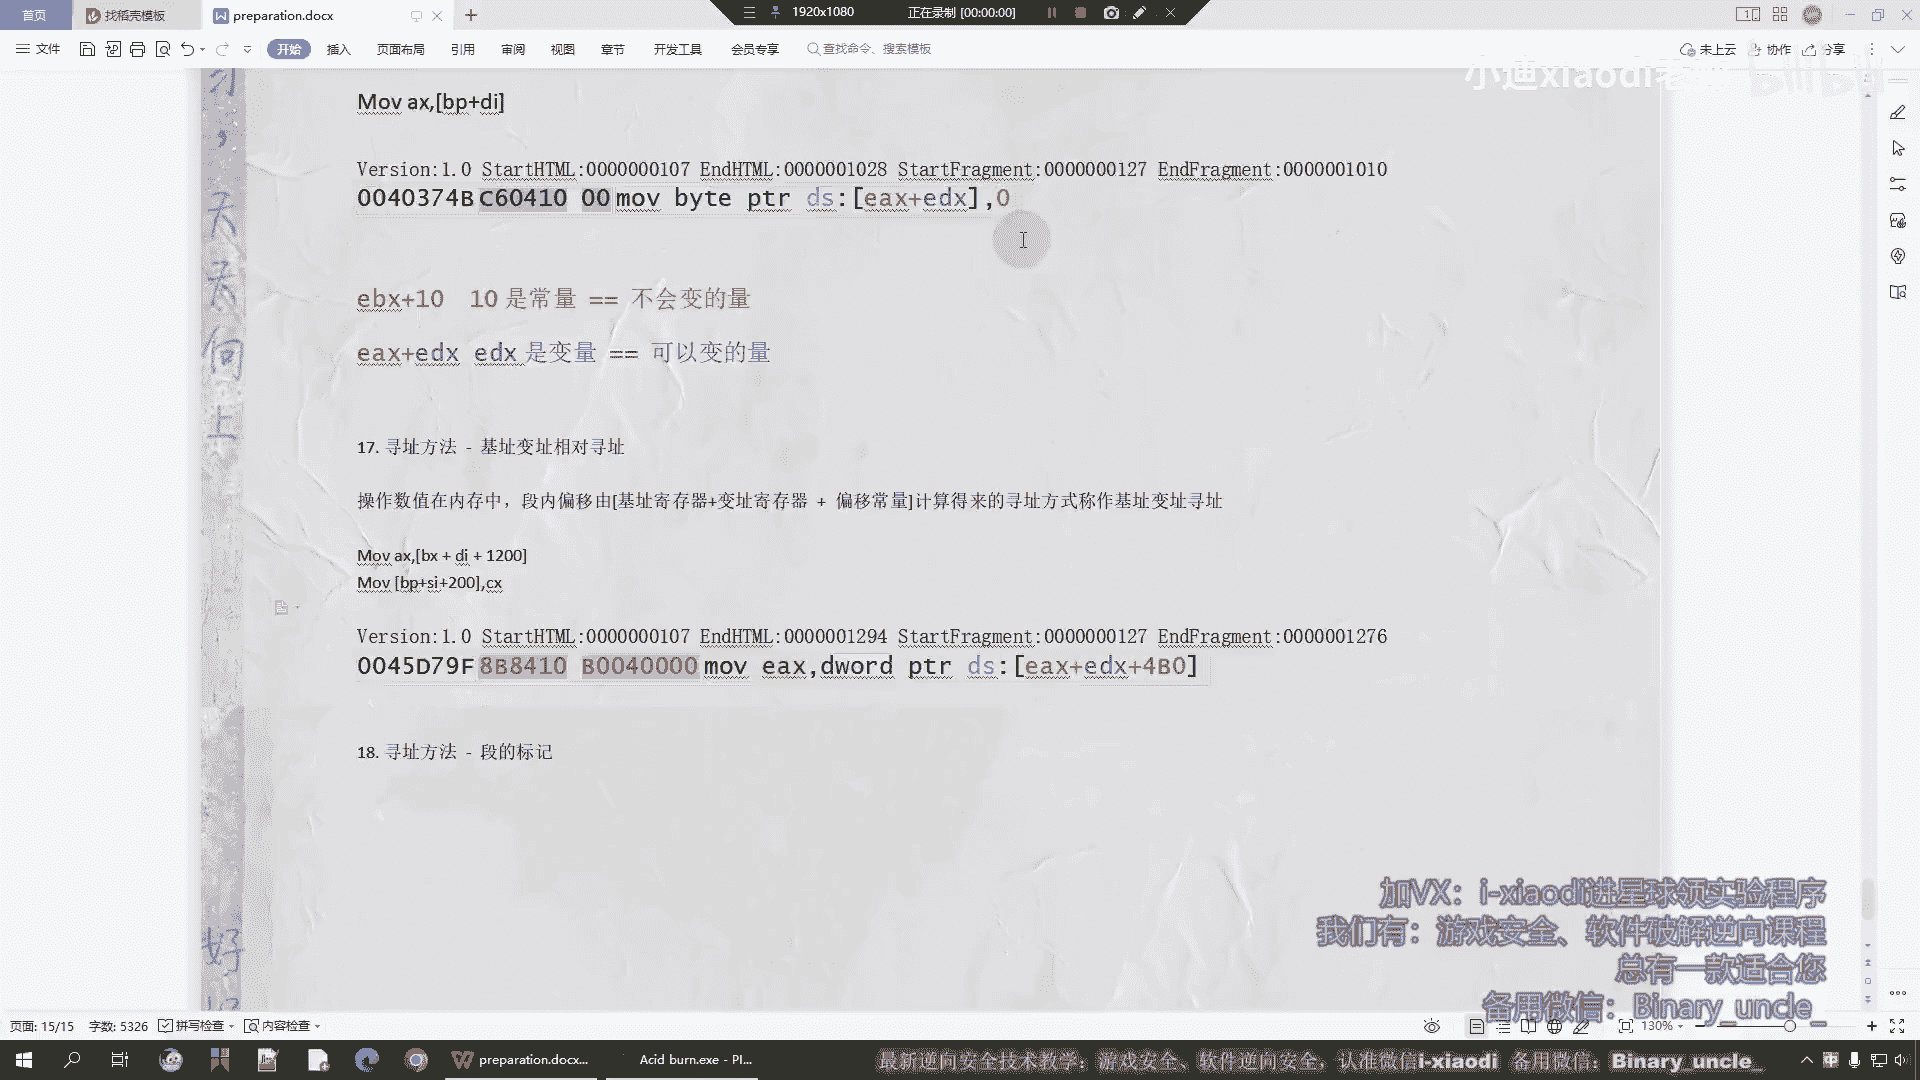 首页
找稻壳模板
preparation.docx
1920x1080
正在录制 [00:00:00]
文件
开始
插入
页面布局
引用
审阅
视图
章节
开发工具
会员专享
查找命令、搜索模板
未上云
协作
分享
小迪xiaodi老
Mov ax,[bp+di]
Version:1.0 StartHTML:0000000107 EndHTML:0000001028 StartFragment:0000000127 EndFragment:0000001010
0040374B C60410 00 mov byte ptr ds:[eax+edx],0
ebx+10 10 是常量 == 不会变的量
eax+edx edx 是变量 == 可以变的量
17. 寻址方法 - 基址变址相对寻址
操作数值在内存中，段内偏移由[基址寄存器+变址寄存器 + 偏移常量]计算得来的寻址方式称作基址变址寻址
Mov ax,[bx + di + 1200]
Mov [bp+si+200],cx
Version:1.0 StartHTML:0000000107 EndHTML:0000001294 StartFragment:0000000127 EndFragment:0000001276
0045D79F 8B8410 B0040000 mov eax,dword ptr ds:[eax+edx+4B0]
18. 寻址方法 - 段的标记
，天天向上
好
加VX：i-xiaodi进星球领实验程序
我们有：游戏安全、软件破解逆向课程
总有一款适合您
备用微信：Binary_uncle_
页面: 15/15
字数: 5326
拼写检查
内容检查
130%
preparation.docx...
Acid burn.exe - Pl...
最新逆向安全技术教学：游戏安全、软件逆向安全，认准微信i-xiaodi 备用微信：Binary_uncle_
中